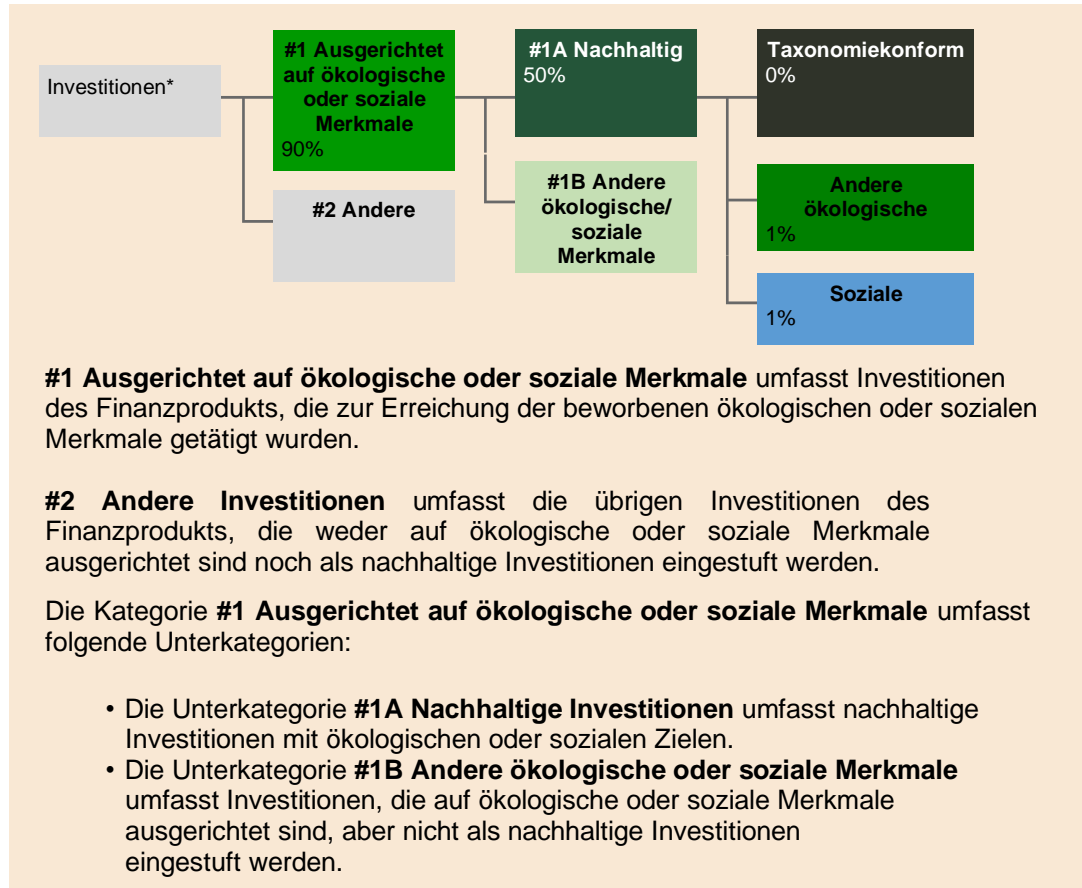 Investitionen*
#1 Ausgerichtet
auf ökologische
oder soziale
Merkmale
90%
#2 Andere
#1A Nachhaltig
50%
#1B Andere
ökologische/
soziale
Merkmale
Taxonomiekonform
0%
Andere
ökologische
1%
Soziale
1%
#1 Ausgerichtet auf ökologische oder soziale Merkmale umfasst Investitionen
des Finanzprodukts, die zur Erreichung der beworbenen ökologischen oder sozialen
Merkmale getätigt wurden.
#2 Andere Investitionen umfasst die übrigen Investitionen des
Finanzprodukts, die weder auf ökologische oder soziale Merkmale
ausgerichtet sind noch als nachhaltige Investitionen eingestuft werden.
Die Kategorie #1 Ausgerichtet auf ökologische oder soziale Merkmale umfasst
folgende Unterkategorien:
• Die Unterkategorie #1A Nachhaltige Investitionen umfasst nachhaltige
Investitionen mit ökologischen oder sozialen Zielen.
• Die Unterkategorie #1B Andere ökologische oder soziale Merkmale
umfasst Investitionen, die auf ökologische oder soziale Merkmale
ausgerichtet sind, aber nicht als nachhaltige Investitionen
eingestuft werden.